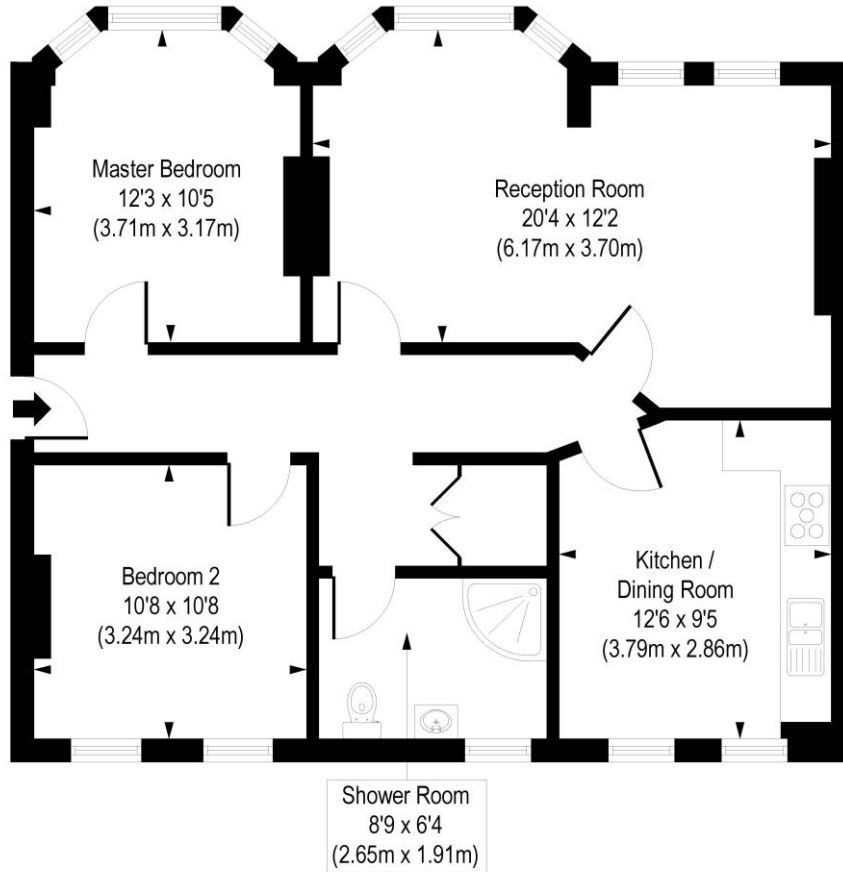 Master Bedroom
12'3 x 10'5
(3.71m x 3.17m)
Reception Room
20'4 x 12'2
(6.17m x 3.70m)
Bedroom 2
10'8 x 10'8
(3.24m x 3.24m)
Kitchen /
Dining Room
12'6 x 9'5
(3.79m x 2.86m)
Shower Room
8'9 x 6'4
(2.65m x 1.91m)